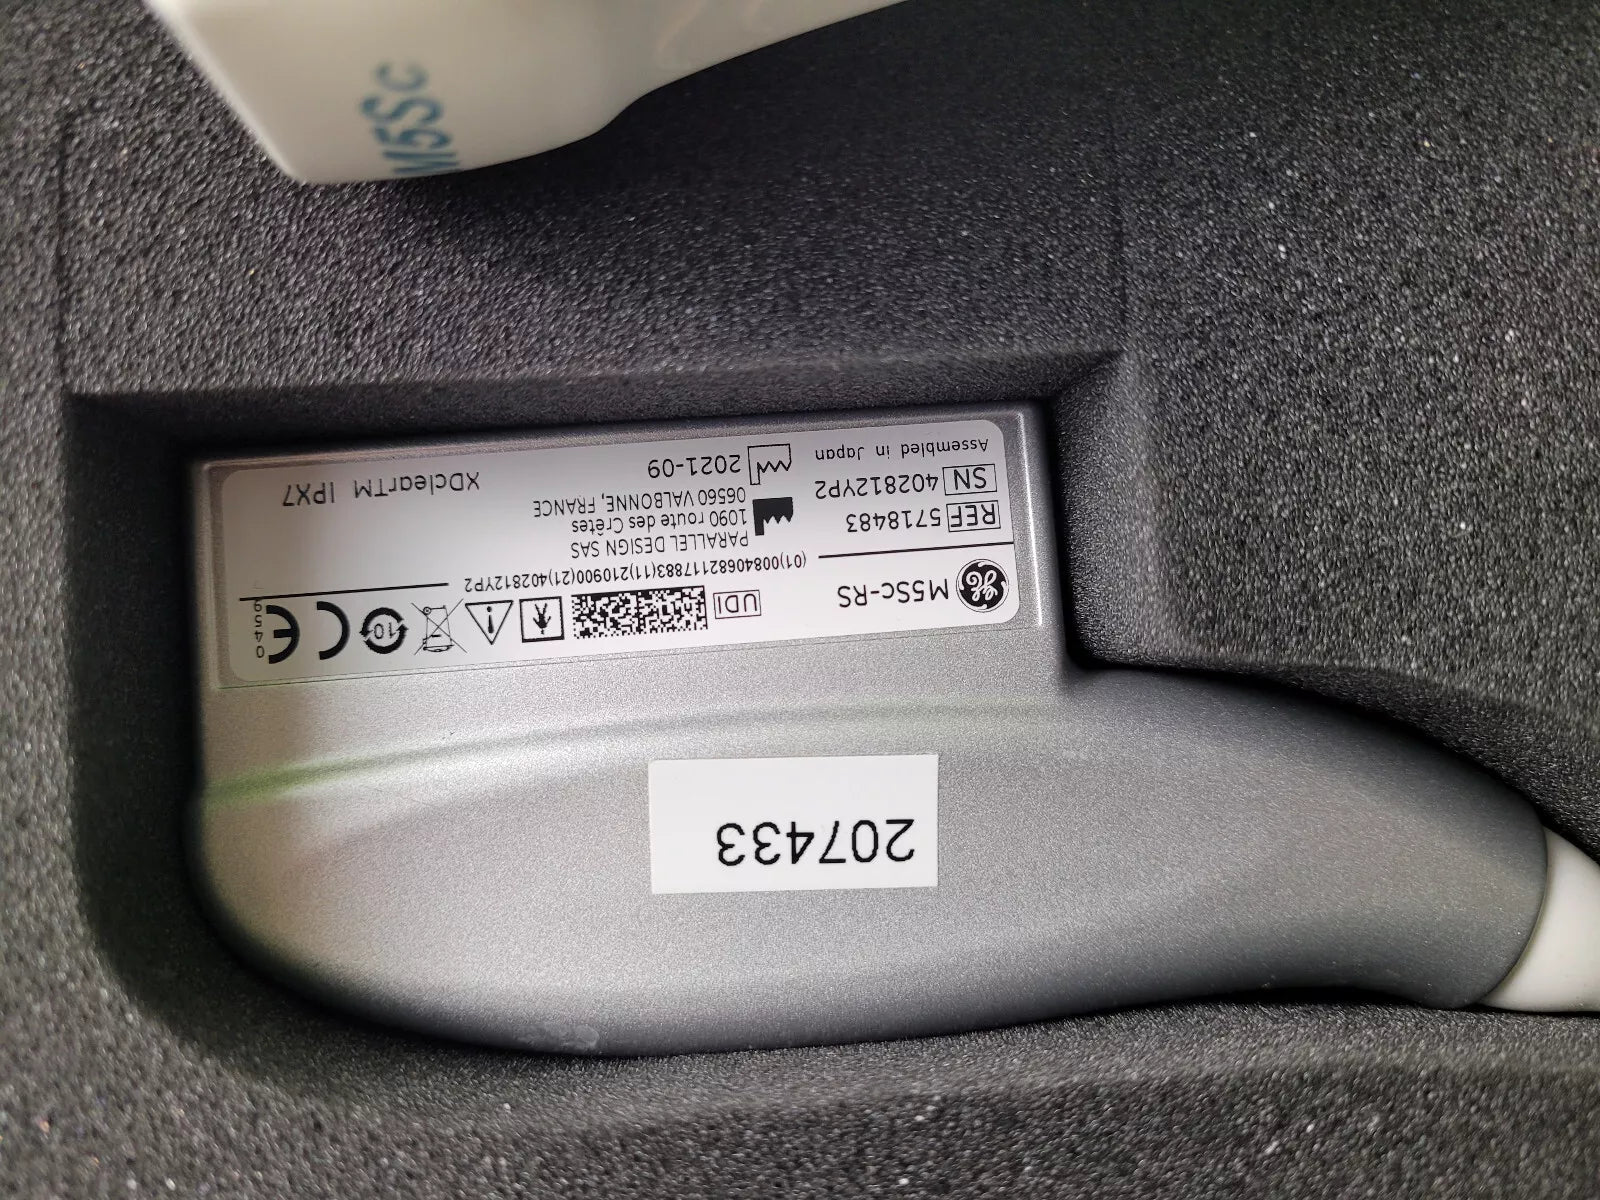 M5Sc
207433
M5Sc-RS
UDI
(01)00840682117883(11)210900(21)402812YP2
10
0459
REF 5718483
SN 402812YP2
Assembled in Japan
PARALLEL DESIGN SAS
1090 route des Crêtes
06560 VALBONNE, FRANCE
2021-09
XDclearTM IPX7